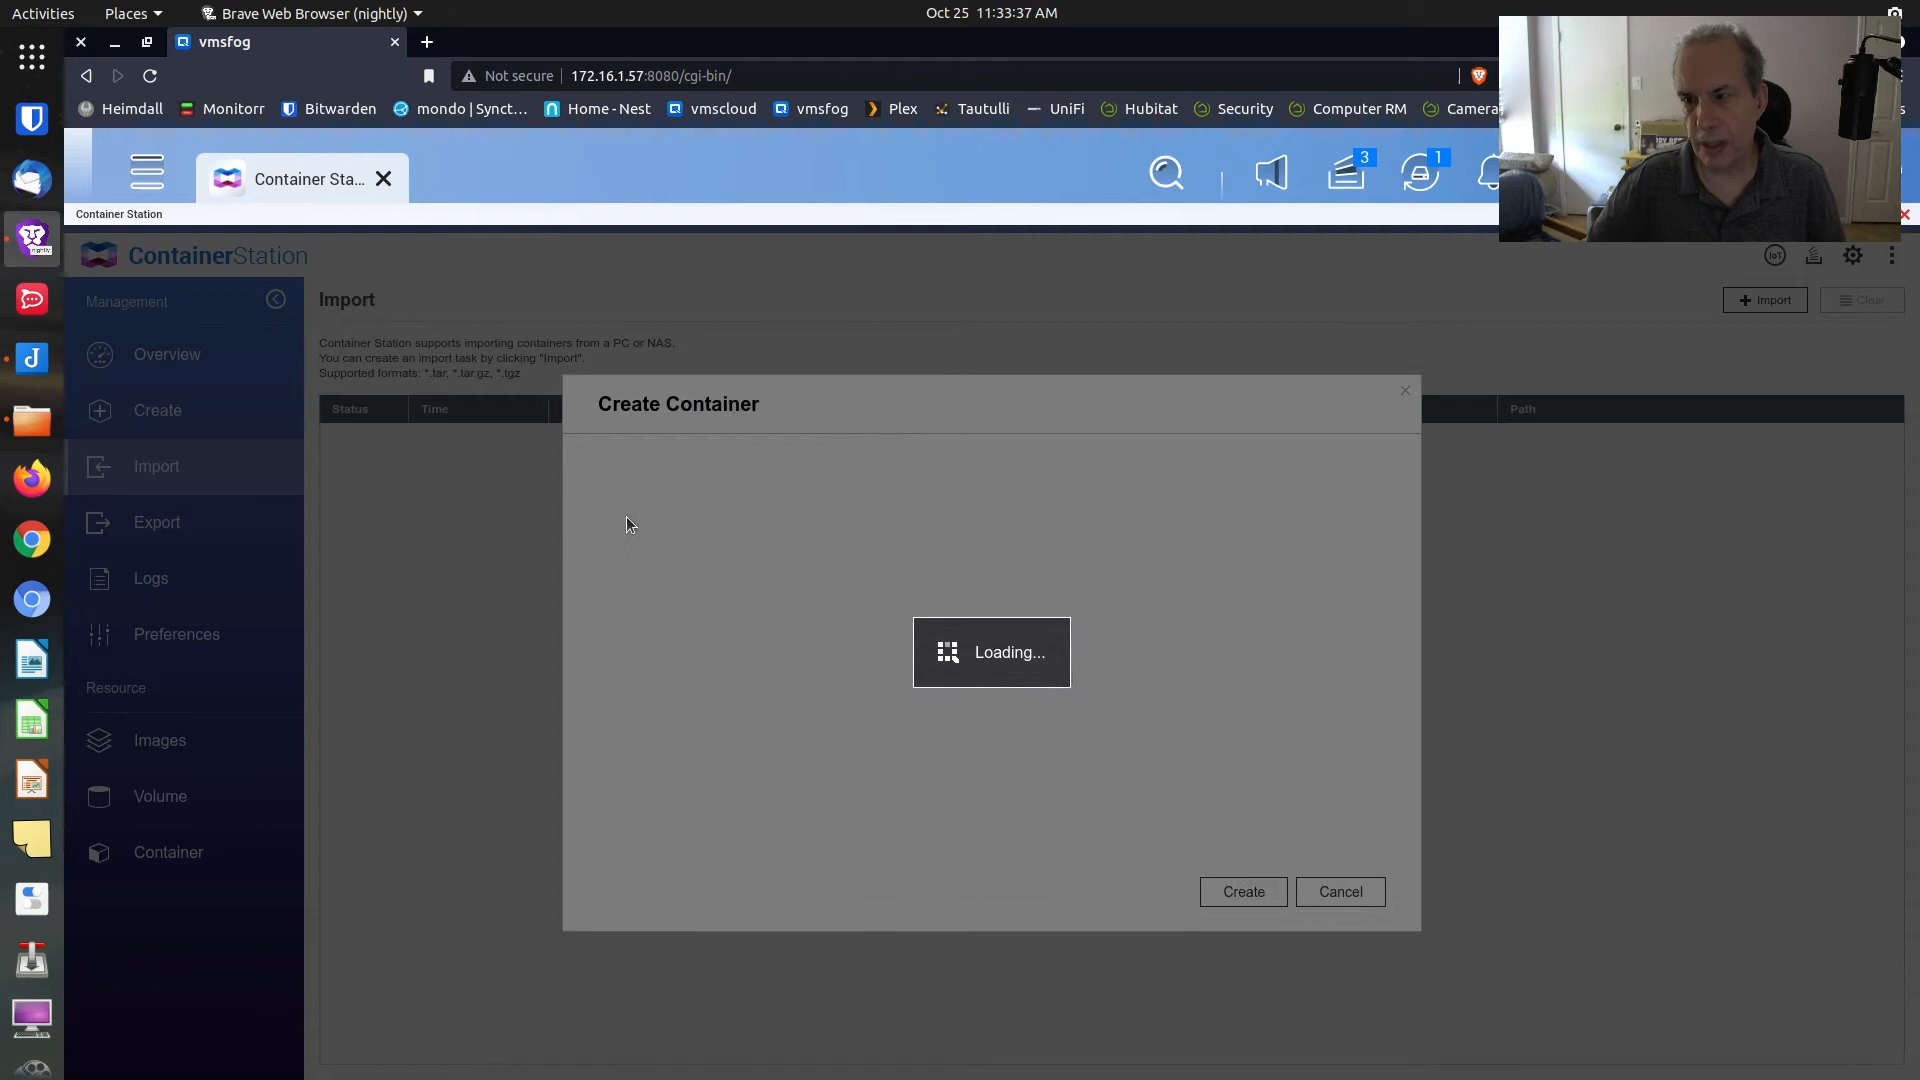 Activities
Places
Brave Web Browser (nightly)
Oct 25 11:33:37 AM
vmsfog
Not secure
172.16.1.57:8080/cgi-bin/
Heimdall
Monitorr
Bitwarden
mondo | Synct...
Home - Nest
vmscloud
vmsfog
Plex
Tautulli
UniFi
Hubitat
Security
Computer RM
Camera
Container Sta...
3
1
Container Station
nightly
ContainerStation
IoT
Management
Import
Import
Clear
Container Station supports importing containers from a PC or NAS.
You can create an import task by clicking "Import".
Supported formats: *.tar, *.tar.gz, *.tgz
Overview
Create
Import
Export
Logs
Preferences
Resource
Images
Volume
Container
Status
Time
Path
Create Container
Loading...
Create
Cancel